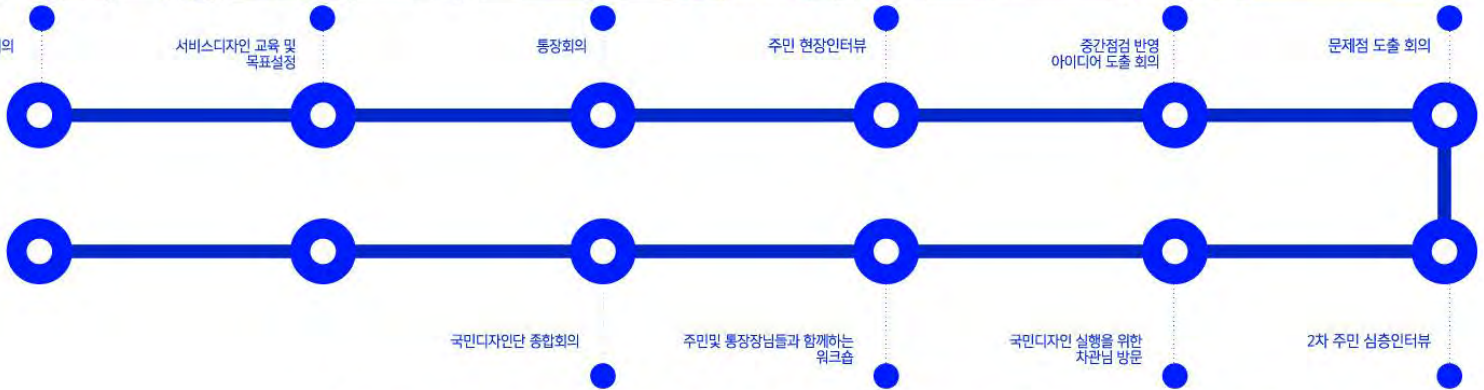 의
서비스디자인 교육 및
목표설정
통장회의
주민 현장인터뷰
중간점검 반영
아이디어 도출 회의
문제점 도출 회의
국민디자인단 종합회의
주민및 통장장님들과 함께하는
워크숍
국민디자인 실행을 위한
차관님 방문
2차 주민 심층인터뷰